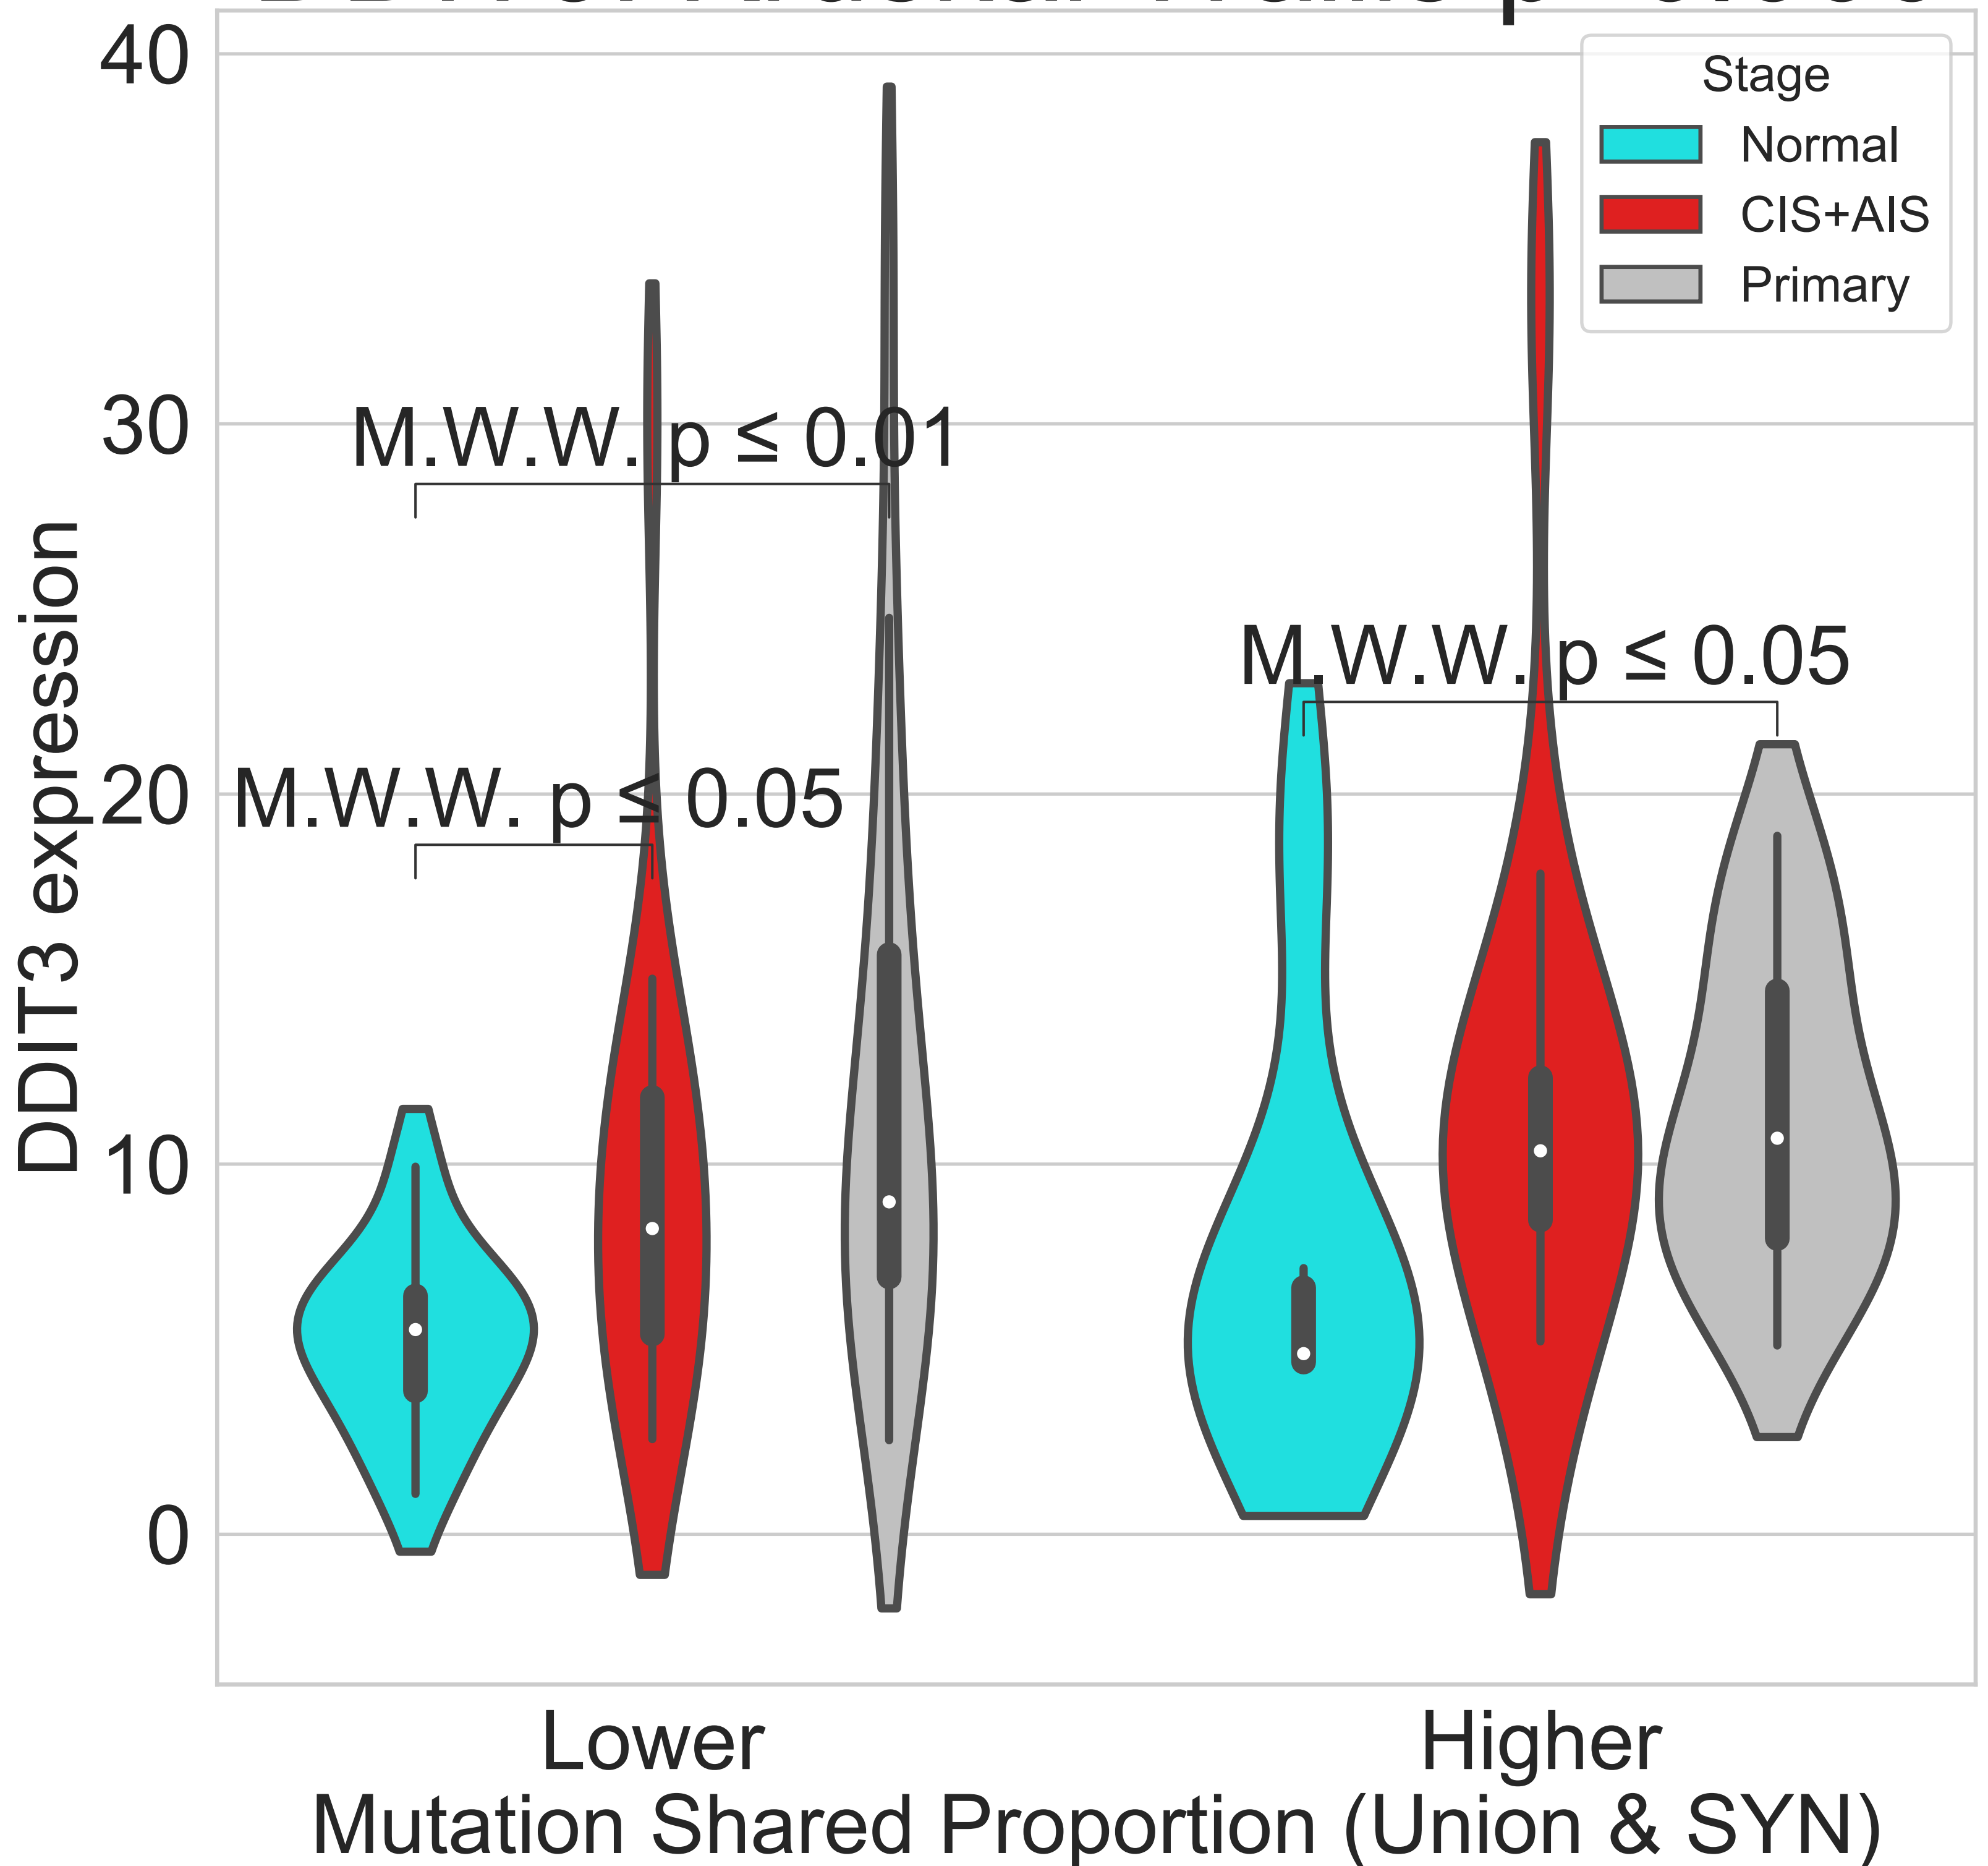 40
Stage
Normal
CIS+AIS
Primary
30
M.W.W. p ≤ 0.01
M.W.W. p ≤ 0.05
20
M.W.W. p ≤ 0.05
DDIT3 expression
10
0
Lower
Higher
Mutation Shared Proportion (Union & SYN)